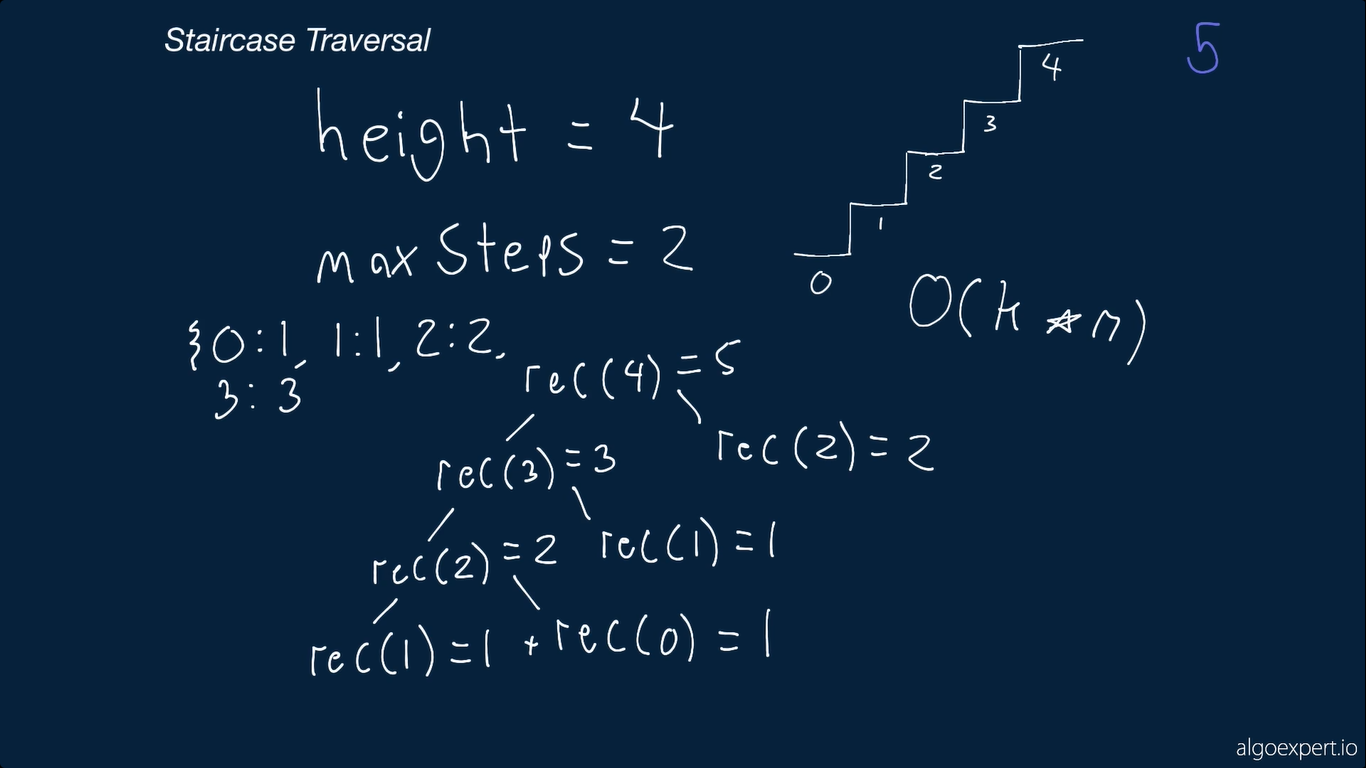 Staircase Traversal
5
height = 4
4
3
2
1
0
maxSteps = 2
O(k * n)
{0:1, 1:1, 2:2,
3: 3
rec(4) = 5
rec(3) = 3
rec(2) = 2
rec(2) = 2
rec(1) = 1
rec(1) = 1 + rec(0) = 1
algoexpert.io